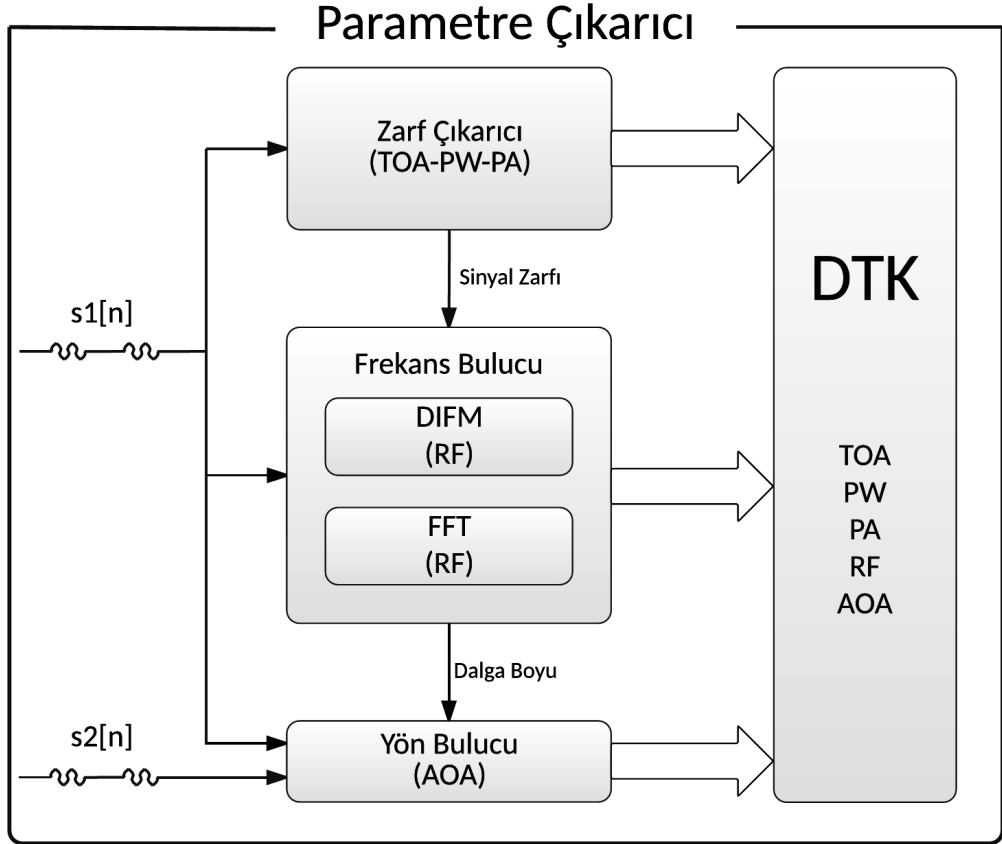 Parametre Çıkarıcı
Zarf Çıkarıcı
(TOA-PW-PA)
Sinyal Zarfı
s1[n]
Frekans Bulucu
DIFM
(RF)
FFT
(RF)
Dalga Boyu
s2[n]
Yön Bulucu
(AOA)
DTK
TOA
PW
PA
RF
AOA